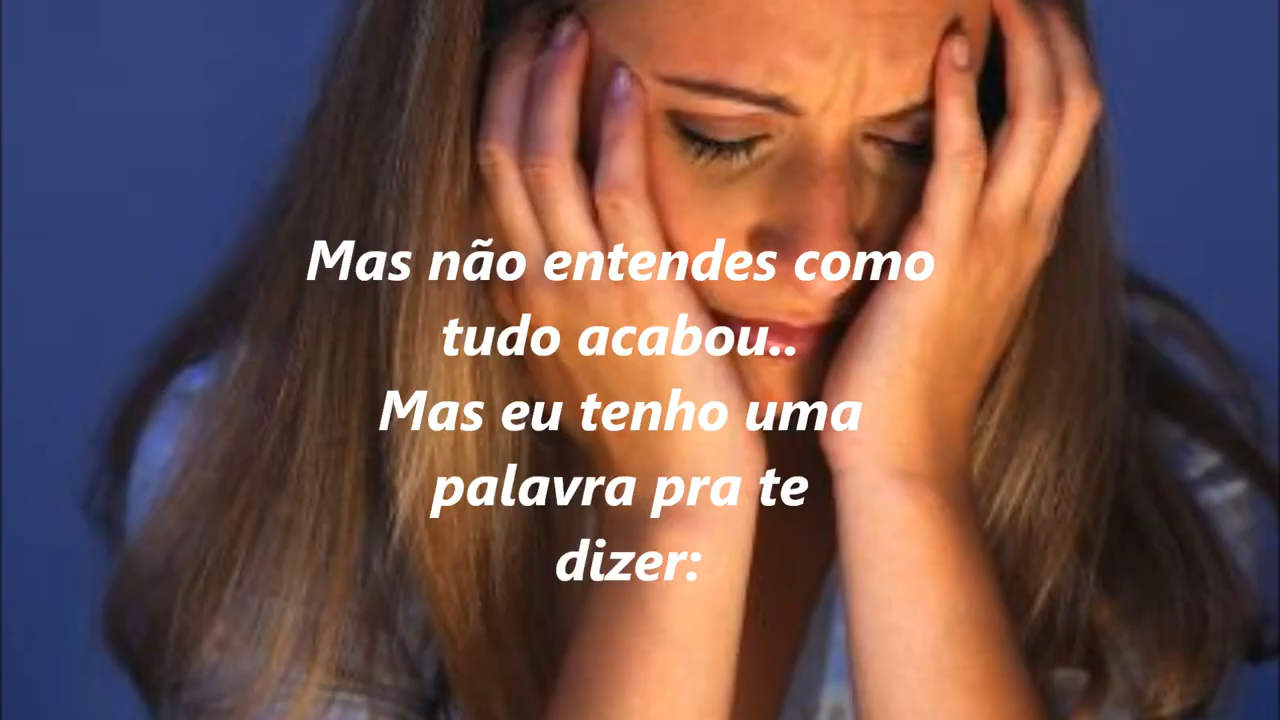 Mas não entendes como
tudo acabou..
Mas eu tenho uma
palavra pra te
dizer: